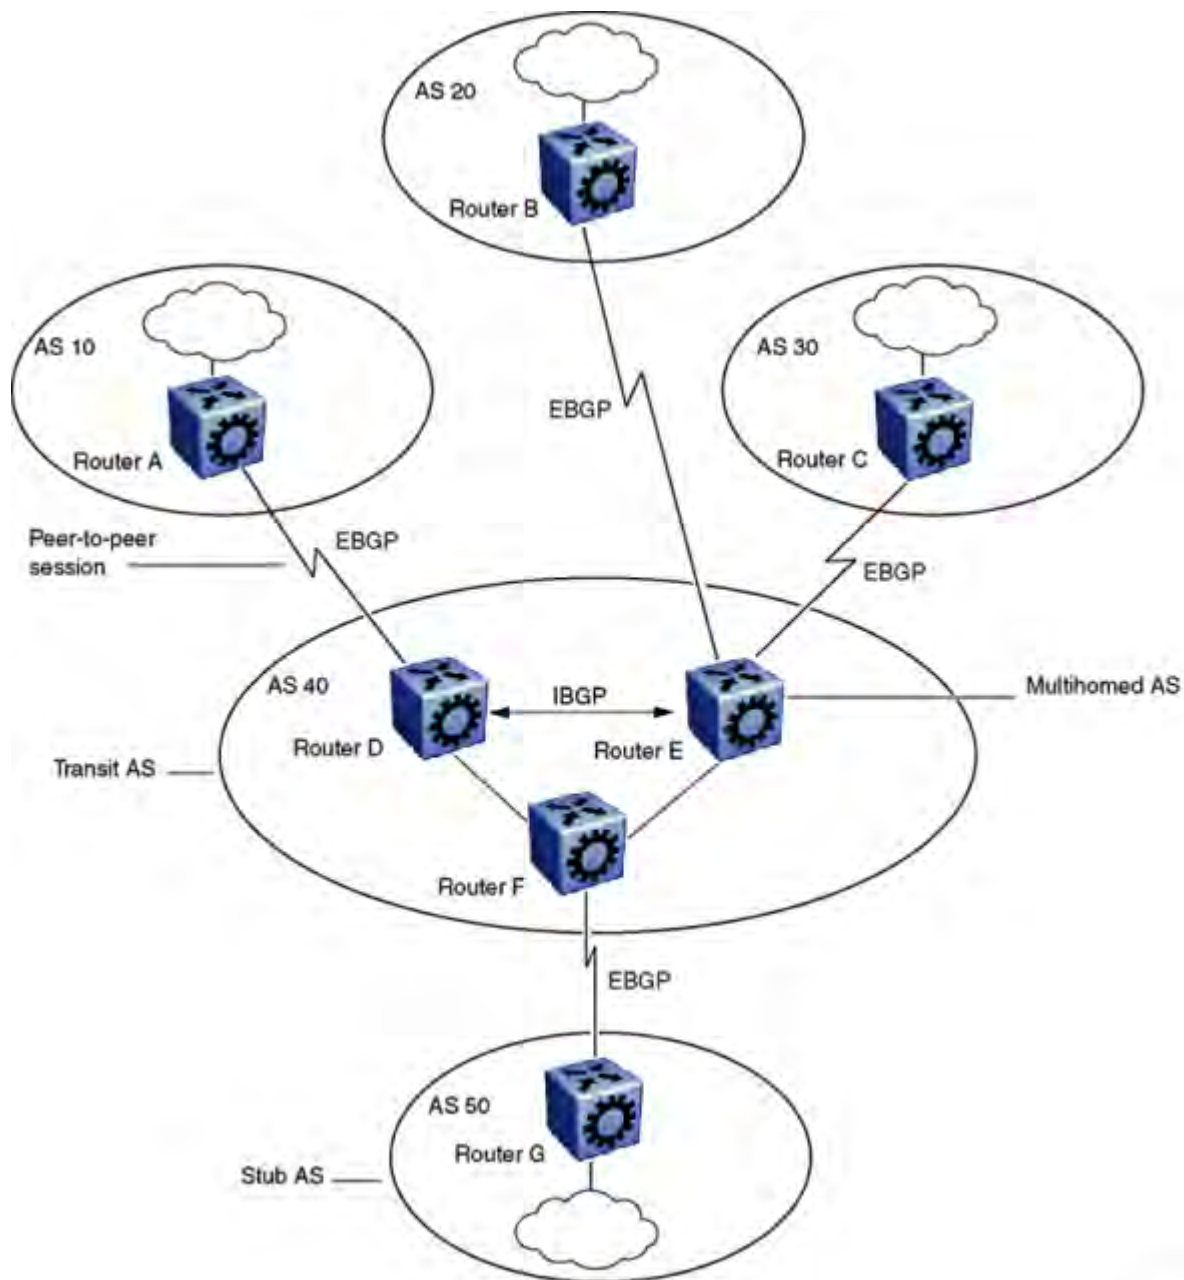 AS 20
Router B
AS 10
Router A
AS 30
Router C
EBGP
Peer-to-peer
session
EBGP
EBGP
AS 40
IBGP
Multihomed AS
Router D
Router E
Transit AS
Router F
EBGP
AS 50
Router G
Stub AS